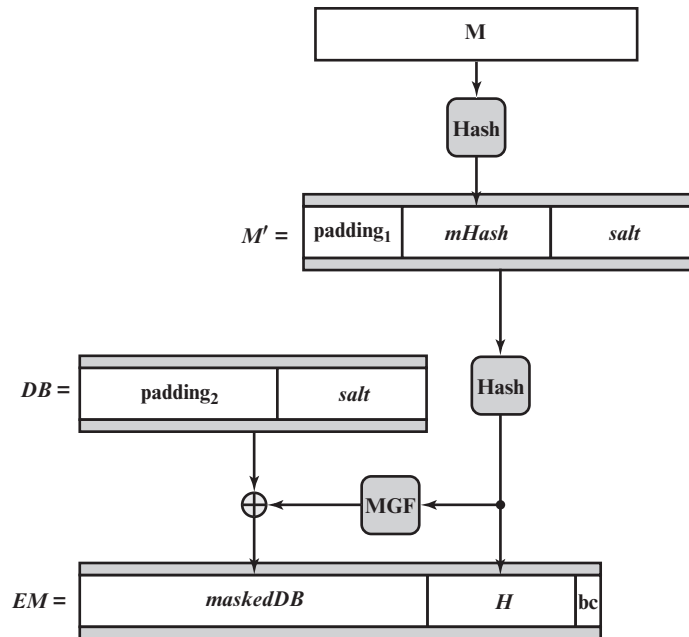 M
Hash
M′ = padding₁ mHash salt
DB = padding₂ salt
Hash
MGF
EM = maskedDB H bc